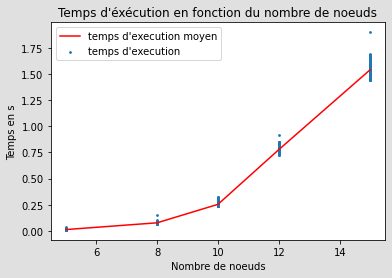 Temps d'éxécution en fonction du nombre de noeuds
temps d'execution moyen
temps d'execution
Temps en s
1.75
1.50
1.25
1.00
0.75
0.50
0.25
0.00
6
8
10
12
14
Nombre de noeuds